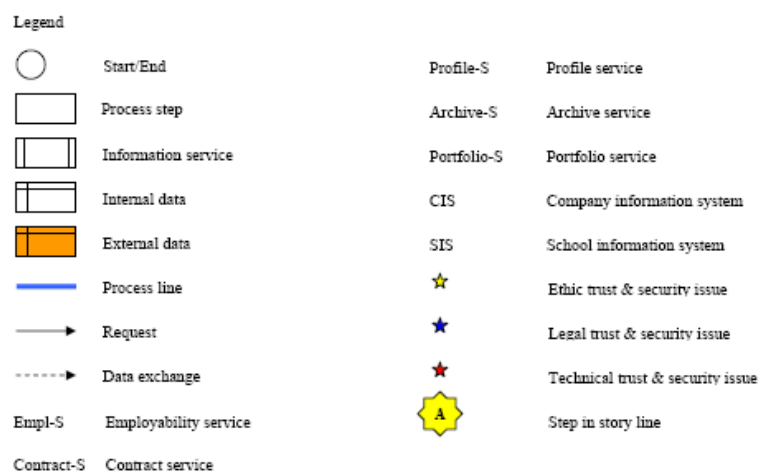 Legend
Start/End
Process step
Information service
Internal data
External data
Process line
Request
Data exchange
Empl-S Employability service
Contract-S Contract service
Profile-S Profile service
Archive-S Archive service
Portfolio-S Portfolio service
CIS Company information system
SIS School information system
Ethic trust & security issue
Legal trust & security issue
Technical trust & security issue
A Step in story line